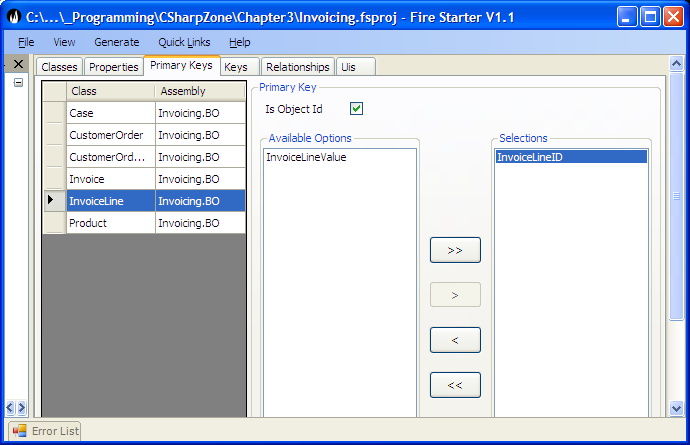 C:\...\_Programming\CSharpZone\Chapter3\Invoicing.fsproj - Fire Starter V1.1
File View Generate Quick Links Help
Classes Properties Primary Keys Keys Relationships Uis
Class Assembly
Case Invoicing.BO
CustomerOrder Invoicing.BO
CustomerOrd... Invoicing.BO
Invoice Invoicing.BO
InvoiceLine Invoicing.BO
Product Invoicing.BO
Primary Key
Is Object Id
Available Options
InvoiceLineValue
>>
>
<
<<
Selections
InvoiceLineID
Error List